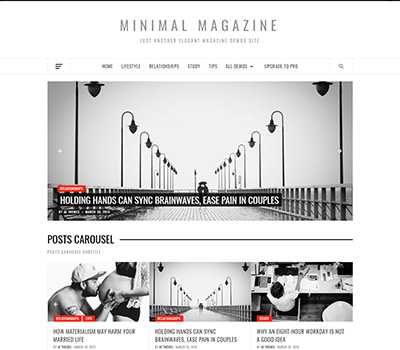 MINIMAL MAGAZINE
JUST ANOTHER ELEGANT MAGAZINE DEMOS SITE
HOME LIFESTYLE RELATIONSHIPS STUDY TIPS ALL DEMOS UPGRADE TO PRO
RELATIONSHIPS
HOLDING HANDS CAN SYNC BRAINWAVES, EASE PAIN IN COUPLES
BY AF THEMES / MARCH 30, 2018
POSTS CAROUSEL
POSTS CAROUSEL SUBTITLE
RELATIONSHIPS TIPS
HOW MATERIALISM MAY HARM YOUR
MARRIED LIFE
BY AF THEMES MARCH 30, 2018
RELATIONSHIPS
HOLDING HANDS CAN SYNC
BRAINWAVES, EASE PAIN IN COUPLES
BY AF THEMES MARCH 30, 2018
STUDY
WHY AN EIGHT-HOUR WORKDAY IS NOT
A GOOD IDEA
BY AF THEMES MARCH 30, 2018